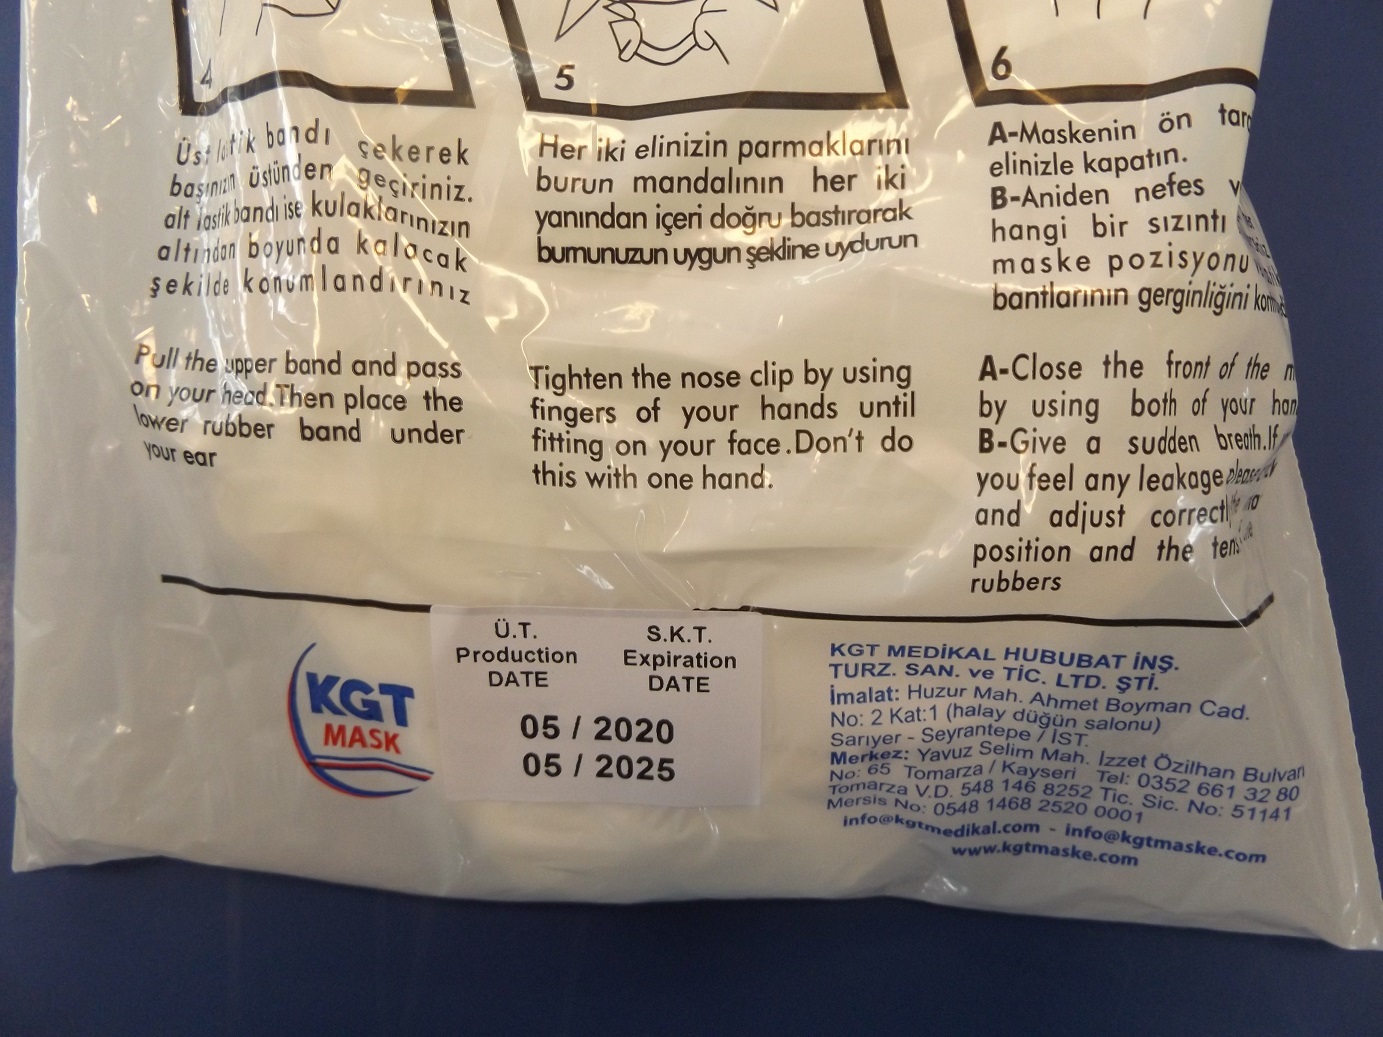 4
Üst lastik bandı çekerek
başınızın üstünden geçiriniz.
alt lastik bandı ise kulaklarınızın
altından boyunda kalacak
şekilde konumlandırınız
Pull the upper band and pass
on your head.Then place the
lower rubber band under
your ear
5
Her iki elinizin parmaklarını
burun mandalının her iki
yanından içeri doğru bastırarak
burnunuzun uygun şekline uydurun
Tighten the nose clip by using
fingers of your hands until
fitting on your face.Don't do
this with one hand.
6
A-Maskenin ön
elinizle kapatın.
B-Aniden nefes
hangi bir sızıntı
maske pozisyonu
bantlarının gerginliğini
A-Close the front of the
by using both of your
B-Give a sudden breath.If
you feel any leakage please
and adjust correctly
position and the
rubbers
KGT
MASK
Ü.T. S.K.T.
Production Expiration
DATE DATE
05 / 2020
05 / 2025
KGT MEDİKAL HUBUBAT İNŞ.
TURZ. SAN. ve TİC. LTD. ŞTİ.
İmalat: Huzur Mah. Ahmet Boyman Cad.
No: 2 Kat:1 (halay düğün salonu)
Sarıyer - Seyrantepe / İST.
Merkez: Yavuz Selim Mah. İzzet Özilhan Bulvarı
No: 65 Tomarza / Kayseri Tel: 0352 661 32 80
Tomarza V.D. 548 146 8252 Tic. Sic. No: 51141
Mersis No: 0548 1468 2520 0001
info@kgtmedikal.com - info@kgtmaske.com
www.kgtmaske.com